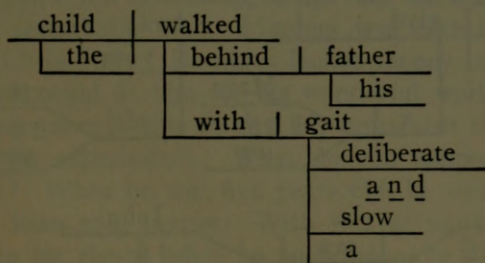 child walked
the behind father
his
with gait
deliberate
and
slow
a